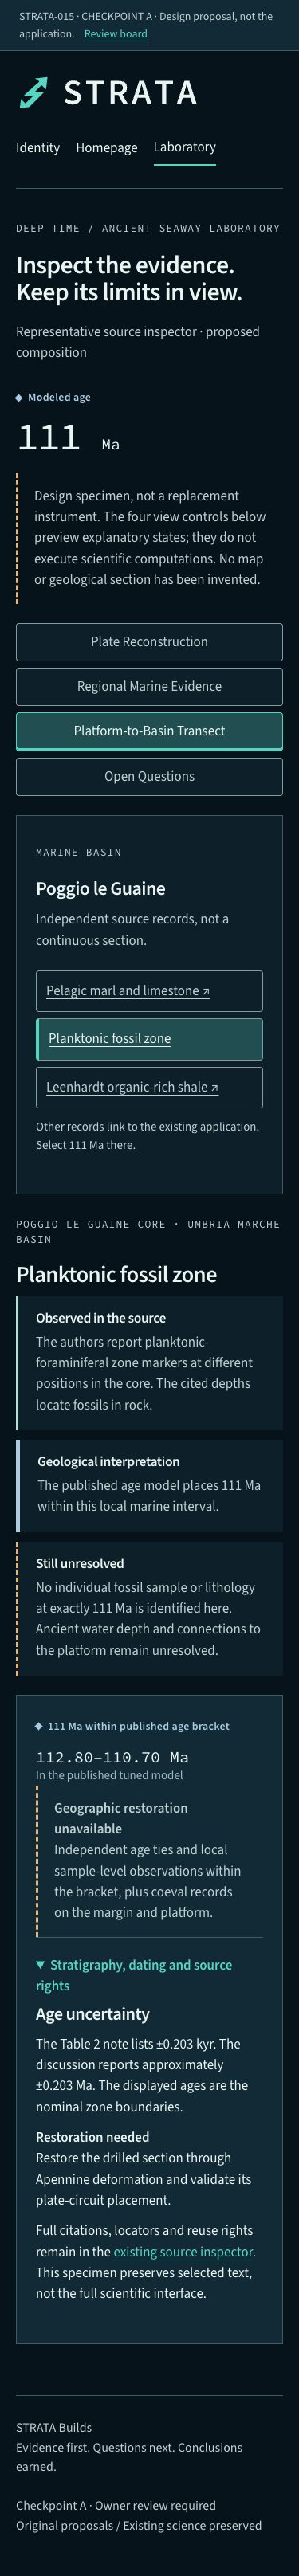 STRATA-015 · CHECKPOINT A · Design proposal, not the
application. Review board
STRATA
Identity Homepage Laboratory
DEEP TIME / ANCIENT SEAWAY LABORATORY
Inspect the evidence.
Keep its limits in view.
Representative source inspector · proposed
composition
◆ Modeled age
111 Ma
Design specimen, not a replacement
instrument. The four view controls below
preview explanatory states; they do not
execute scientific computations. No map
or geological section has been invented.
Plate Reconstruction
Regional Marine Evidence
Platform-to-Basin Transect
Open Questions
MARINE BASIN
Poggio le Guaine
Independent source records, not a
continuous section.
Pelagic marl and limestone ↗
Planktonic fossil zone
Leenhardt organic-rich shale ↗
Other records link to the existing application.
Select 111 Ma there.
POGGIO LE GUAINE CORE · UMBRIA–MARCHE
BASIN
Planktonic fossil zone
Observed in the source
The authors report planktonic-
foraminiferal zone markers at different
positions in the core. The cited depths
locate fossils in rock.
Geological interpretation
The published age model places 111 Ma
within this local marine interval.
Still unresolved
No individual fossil sample or lithology
at exactly 111 Ma is identified here.
Ancient water depth and connections to
the platform remain unresolved.
◆ 111 Ma within published age bracket
112.80–110.70 Ma
In the published tuned model
Geographic restoration
unavailable
Independent age ties and local
sample-level observations within
the bracket, plus coeval records
on the margin and platform.
▼ Stratigraphy, dating and source
rights
Age uncertainty
The Table 2 note lists ±0.203 kyr. The
discussion reports approximately
±0.203 Ma. The displayed ages are the
nominal zone boundaries.
Restoration needed
Restore the drilled section through
Apennine deformation and validate its
plate-circuit placement.
Full citations, locators and reuse rights
remain in the existing source inspector.
This specimen preserves selected text,
not the full scientific interface.
STRATA Builds
Evidence first. Questions next. Conclusions
earned.
Checkpoint A · Owner review required
Original proposals / Existing science preserved